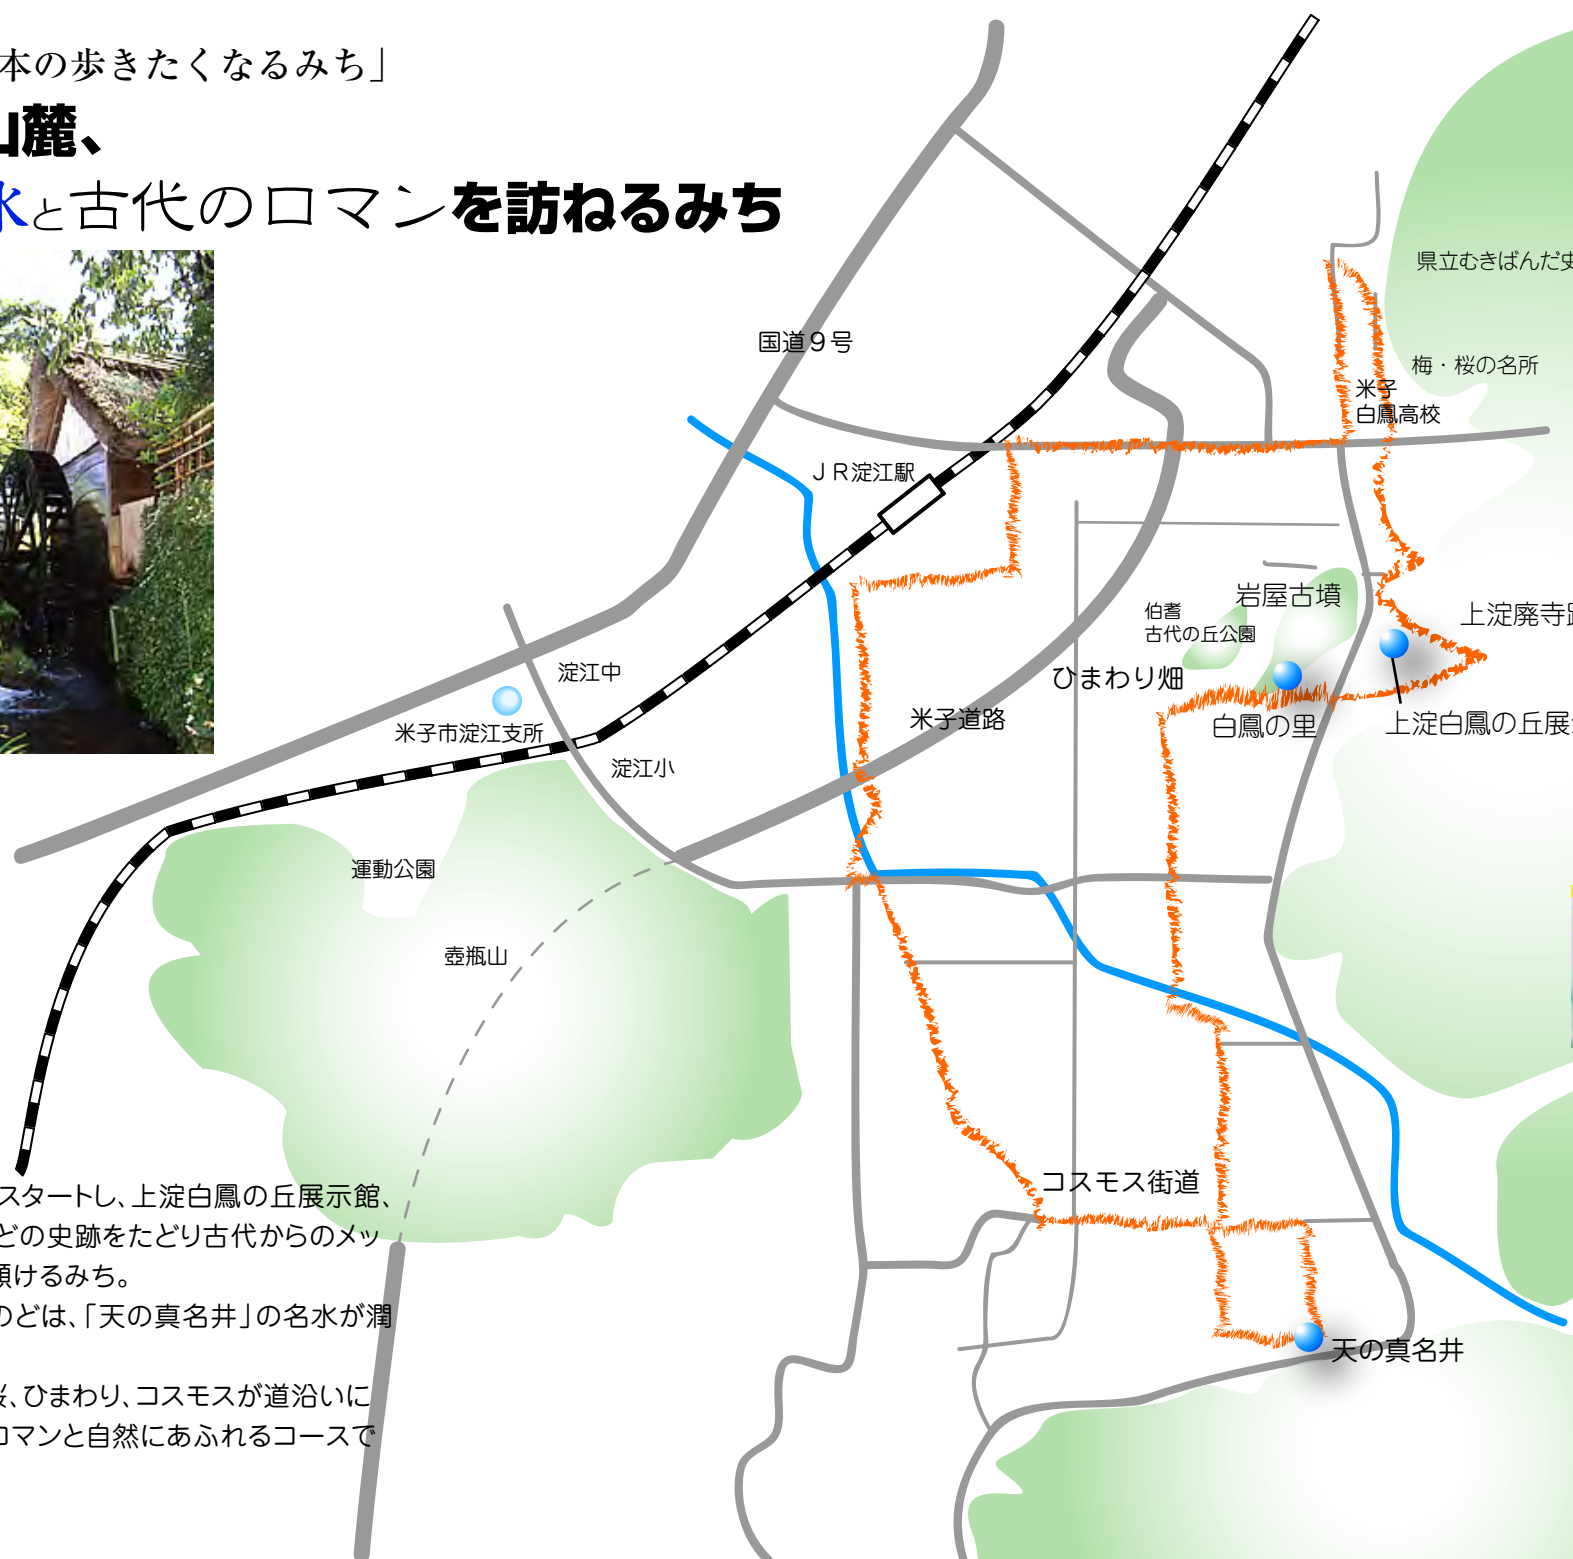 本の歩きたくなるみち」
山麓、
水と古代のロマンを訪ねるみち
国道９号
県立むきばんだ史
梅・桜の名所
米子
白鳳高校
ＪＲ淀江駅
岩屋古墳
伯耆
古代の丘公園
上淀廃寺跡
淀江中
ひまわり畑
米子道路
白鳳の里
上淀白鳳の丘展
米子市淀江支所
淀江小
運動公園
壺瓶山
コスモス街道
天の真名井
スタートし、上淀白鳳の丘展示館、
どの史跡をたどり古代からのメッ
傾けるみち。
のどは、「天の真名井」の名水が潤
桜、ひまわり、コスモスが道沿いに
ロマンと自然にあふれるコースで